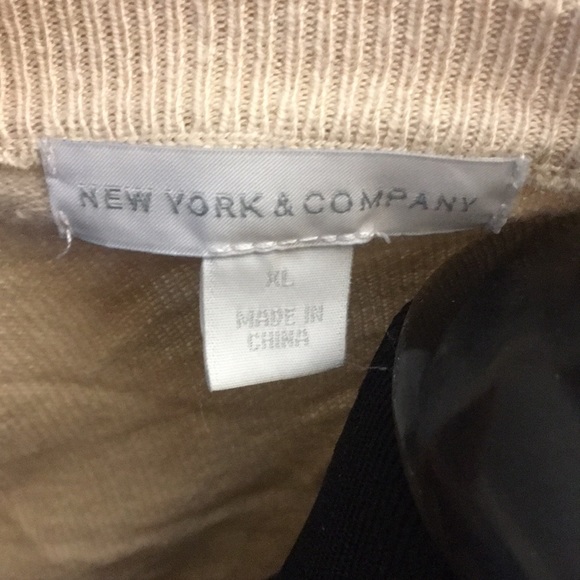 NEW YORK & COMPANY
XL
MADE IN
CHINA